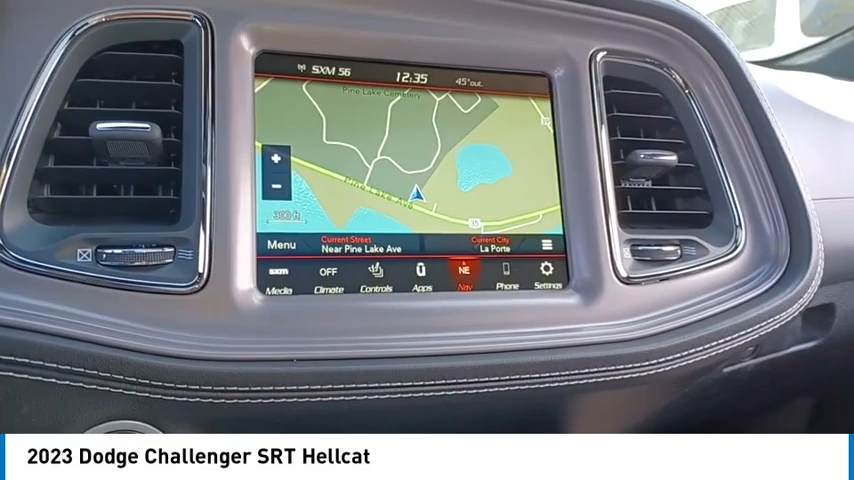 SXM 56 12:35 45°out.
Pine Lake Cemetery
Pine Lake Ave
300 ft
35
Menu
Current Street
Near Pine Lake Ave
Current City
La Porte
sxm OFF NE
Media Climate Controls Apps Nav Phone Settings
2023 Dodge Challenger SRT Hellcat